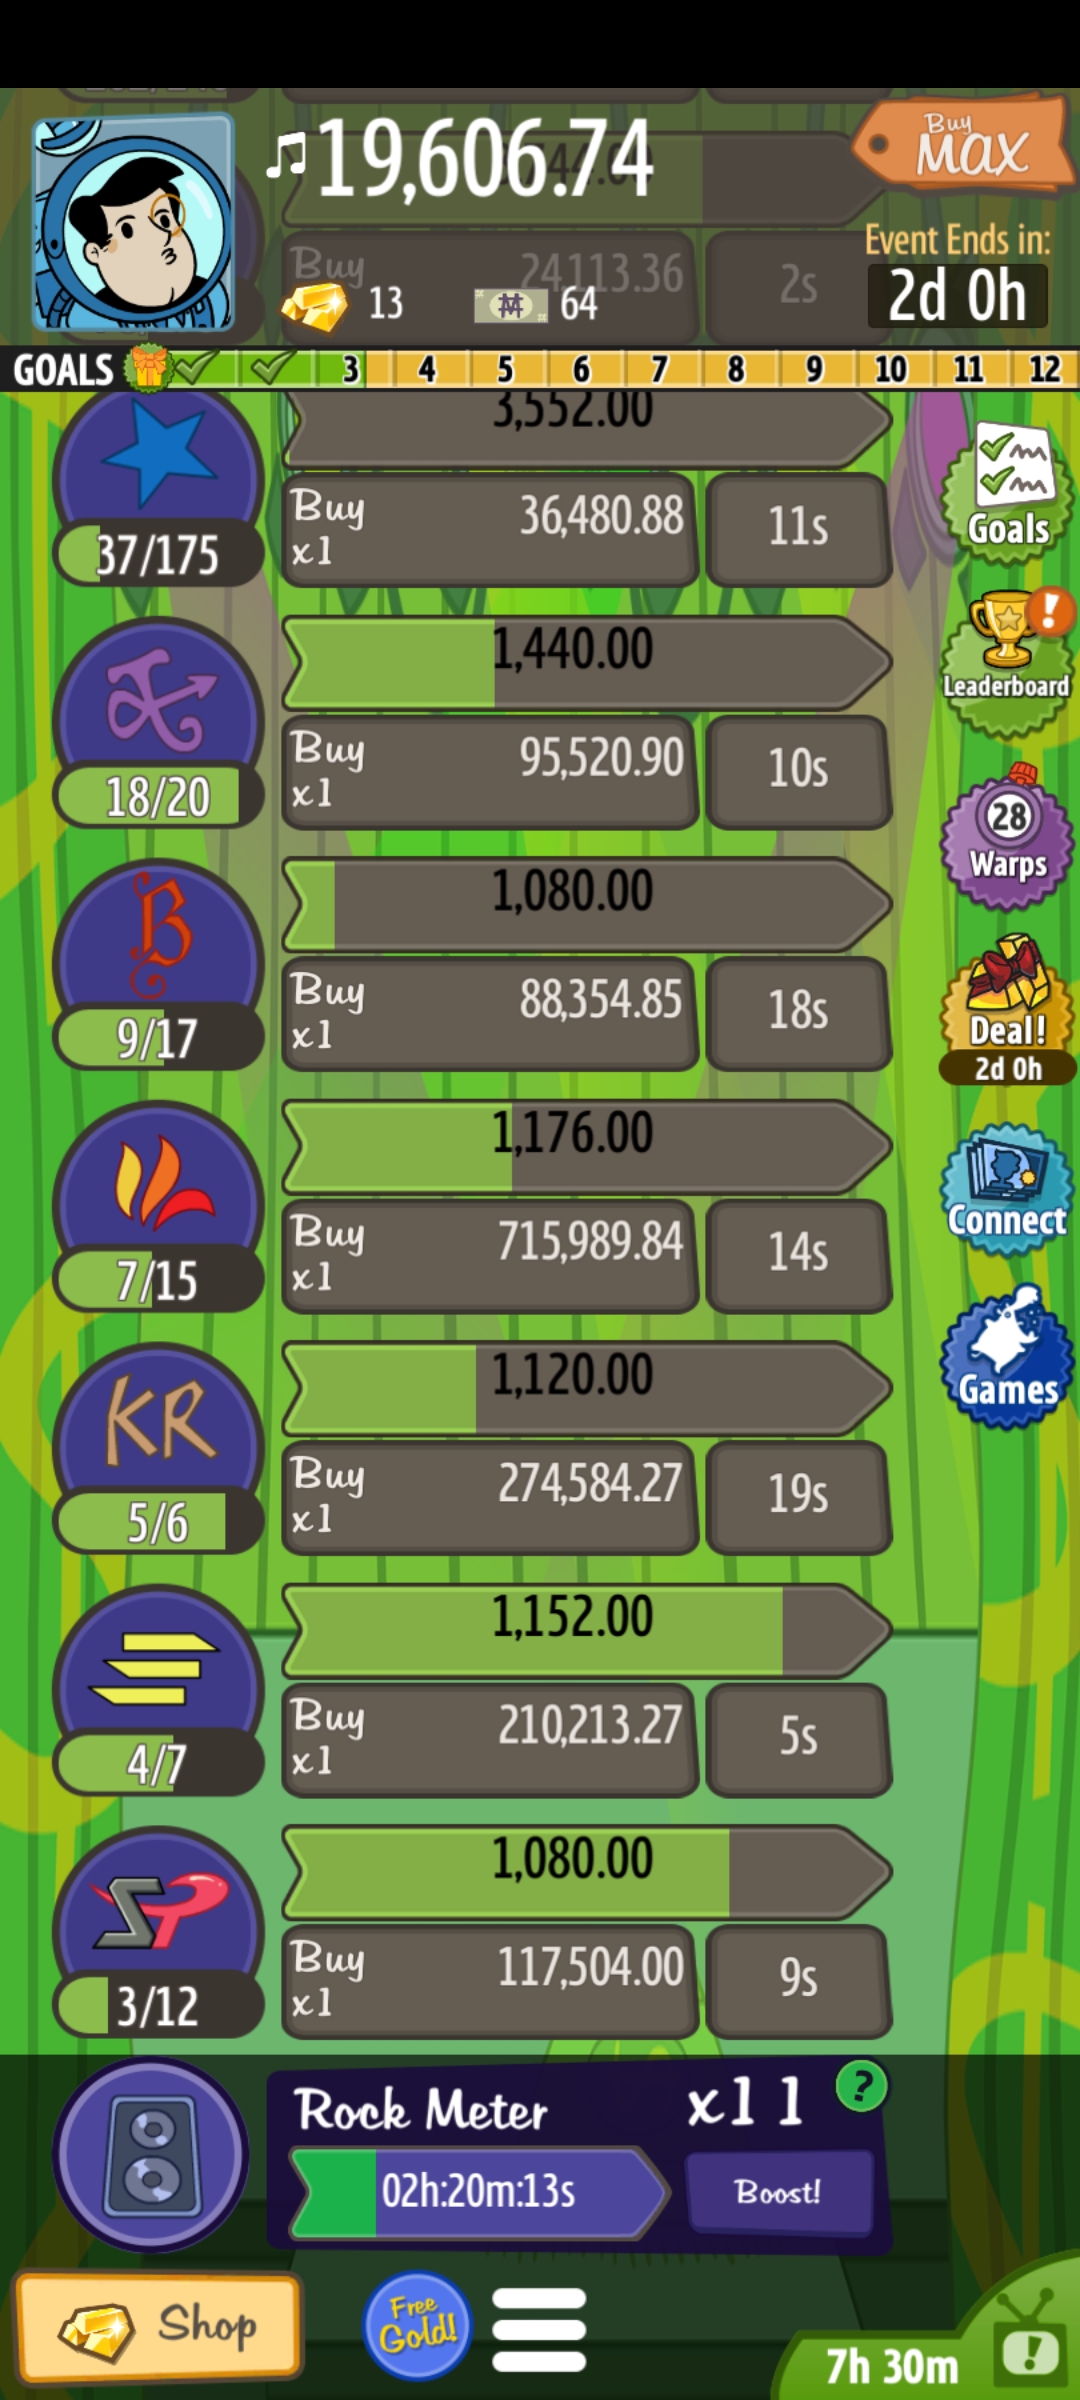 19,606.74
Buy
MAX
Buy
24,113.36
2s
Event Ends in:
2d 0h
13
64
GOALS
3
4
5
6
7
8
9
10
11
12
3,552.00
Buy
x1
36,480.88
11s
37/175
Goals
1,440.00
Buy
x1
95,520.90
10s
18/20
Leaderboard
1,080.00
Buy
x1
88,354.85
18s
9/17
28
Warps
B
Deal!
2d 0h
1,176.00
Buy
x1
715,989.84
14s
7/15
Connect
KR
1,120.00
Buy
x1
274,584.27
19s
5/6
Games
1,152.00
Buy
x1
210,213.27
5s
4/7
SP
1,080.00
Buy
x1
117,504.00
9s
3/12
Rock Meter
x11
?
02h:20m:13s
Boost!
Shop
Free
Gold!
7h 30m